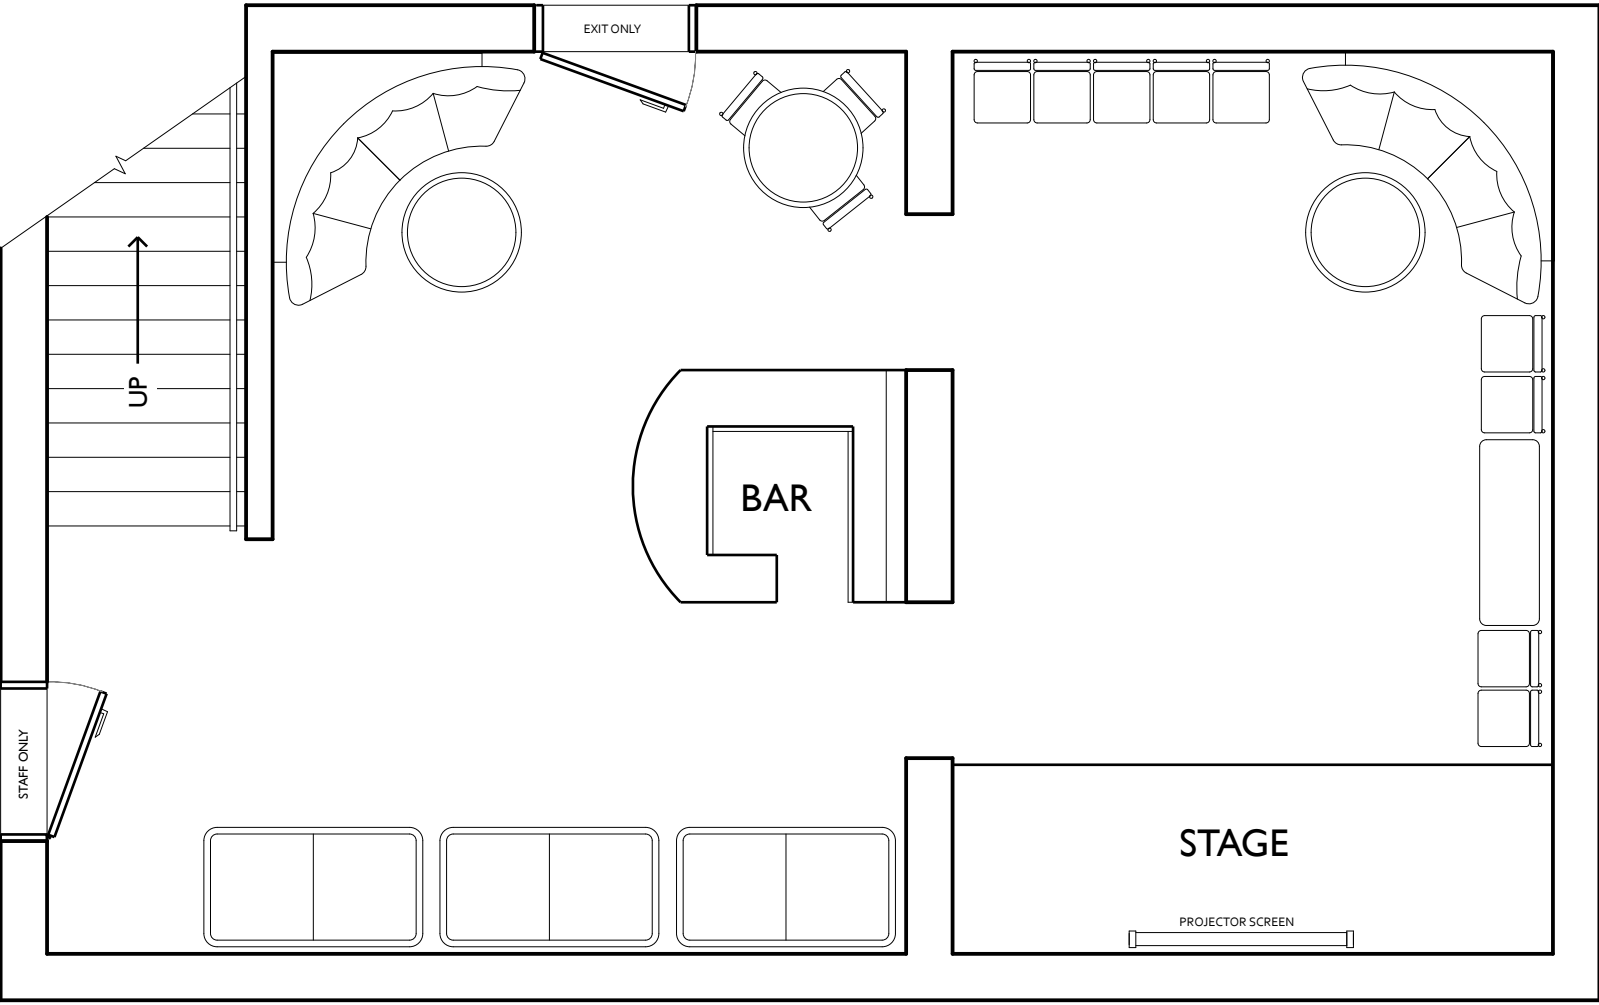 EXIT ONLY
UP
BAR
STAFF ONLY
STAGE
PROJECTOR SCREEN